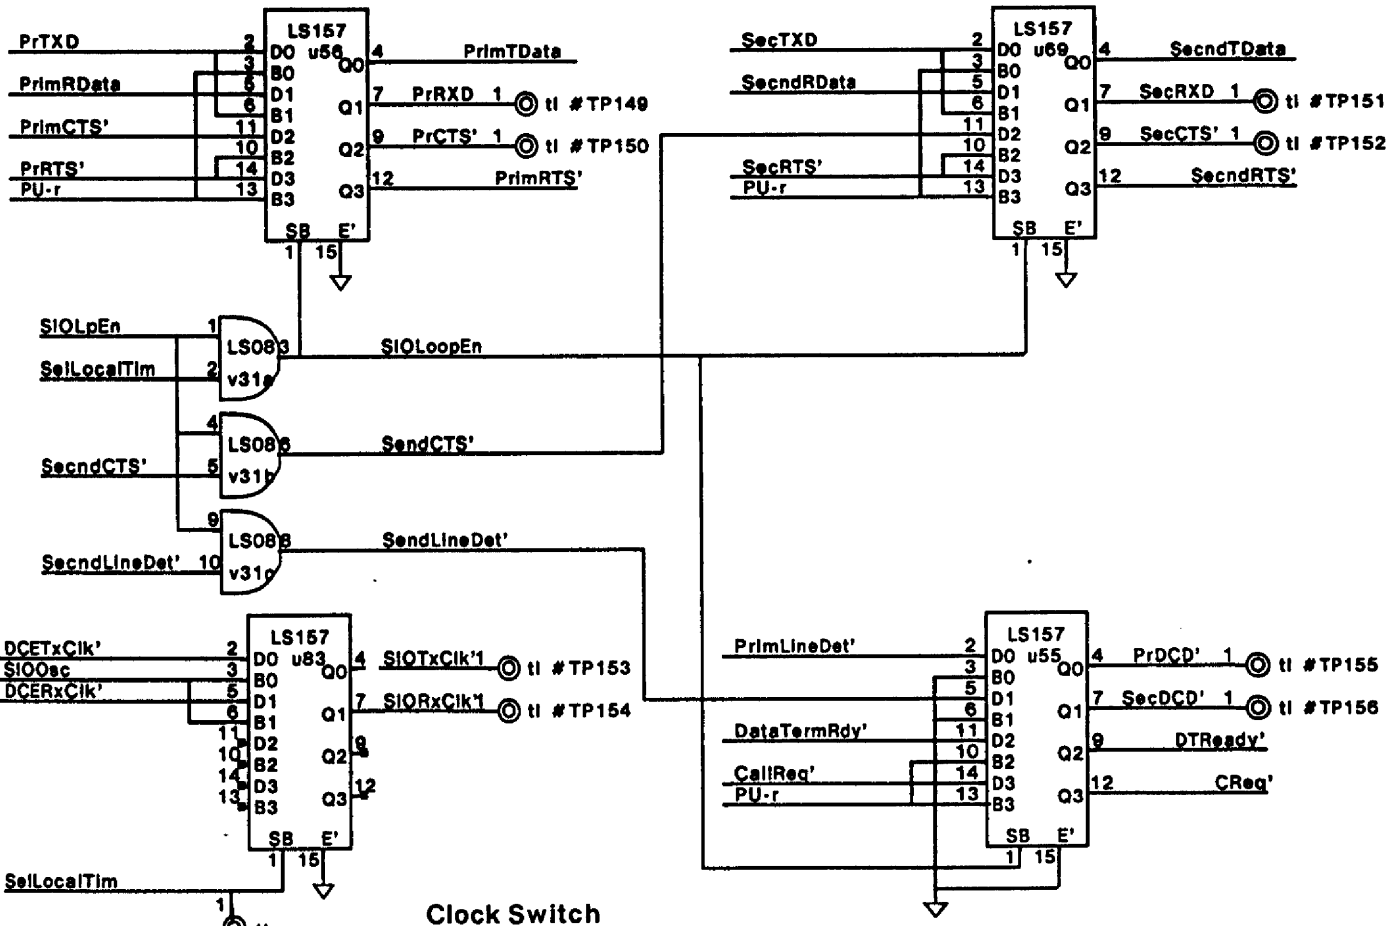 LS157
u56
PrTXD
2 D0
3 B0
PrimRData
5 D1
6 B1
PrimCTS'
11 D2
10 B2
PrRTS'
14 D3
PU-r
13 B3
SB
E'
1
15
Q0 4 PrimTData
Q1 7 PrRXD 1 tl #TP149
Q2 9 PrCTS' 1 tl #TP150
Q3 12 PrimRTS'
LS157
u69
SecTXD
2 D0
3 B0
SecndRData
5 D1
6 B1
11 D2
10 B2
SecRTS'
14 D3
PU-r
13 B3
SB
E'
1
15
Q0 4 SecndTData
Q1 7 SecRXD 1 tl #TP151
Q2 9 SecCTS' 1 tl #TP152
Q3 12 SecndRTS'
SIOLpEn
1
LS08 3
SelLocalTim
2
v31a
SIOLoopEn
4
LS08 6
SecndCTS'
5
v31b
SendCTS'
9
LS08 8
SecndLineDet'
10
v31c
SendLineDet'
LS157
u83
DCETxClk'
2 D0
SIOOsc
3 B0
DCERxClk'
5 D1
6 B1
11 D2
10 B2
14 D3
13 B3
SB
E'
1
15
Q0 4 SIOTxClk' 1 tl #TP153
Q1 7 SIORxClk' 1 tl #TP154
Q2 9
Q3 12
SelLocalTim
1
LS157
u55
PrimLineDet'
2 D0
3 B0
5 D1
6 B1
DataTermRdy'
11 D2
10 B2
CallReq'
14 D3
PU-r
13 B3
SB
E'
1
15
Q0 4 PrDCD' 1 tl #TP155
Q1 7 SecDCD' 1 tl #TP156
Q2 9 DTReady'
Q3 12 CReq'
Clock Switch